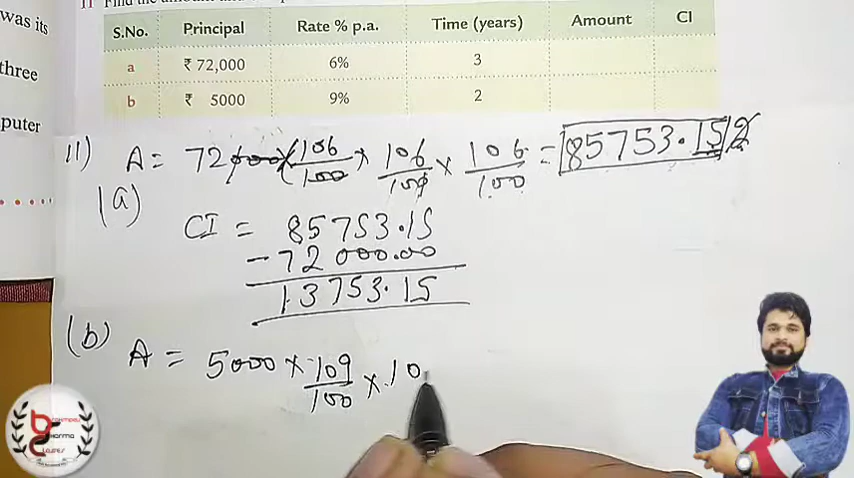 was its
three
puter
S.No. Principal Rate % p.a. Time (years) Amount CI
a ₹ 72,000 6% 3
b ₹ 5000 9% 2
11) A = 72000 × 106/100 × 106/100 × 106/100 = 85753.152
(a)
CI = 85753.15
- 72000.00
13753.15
(b) A = 5000 × 109/100 × 10